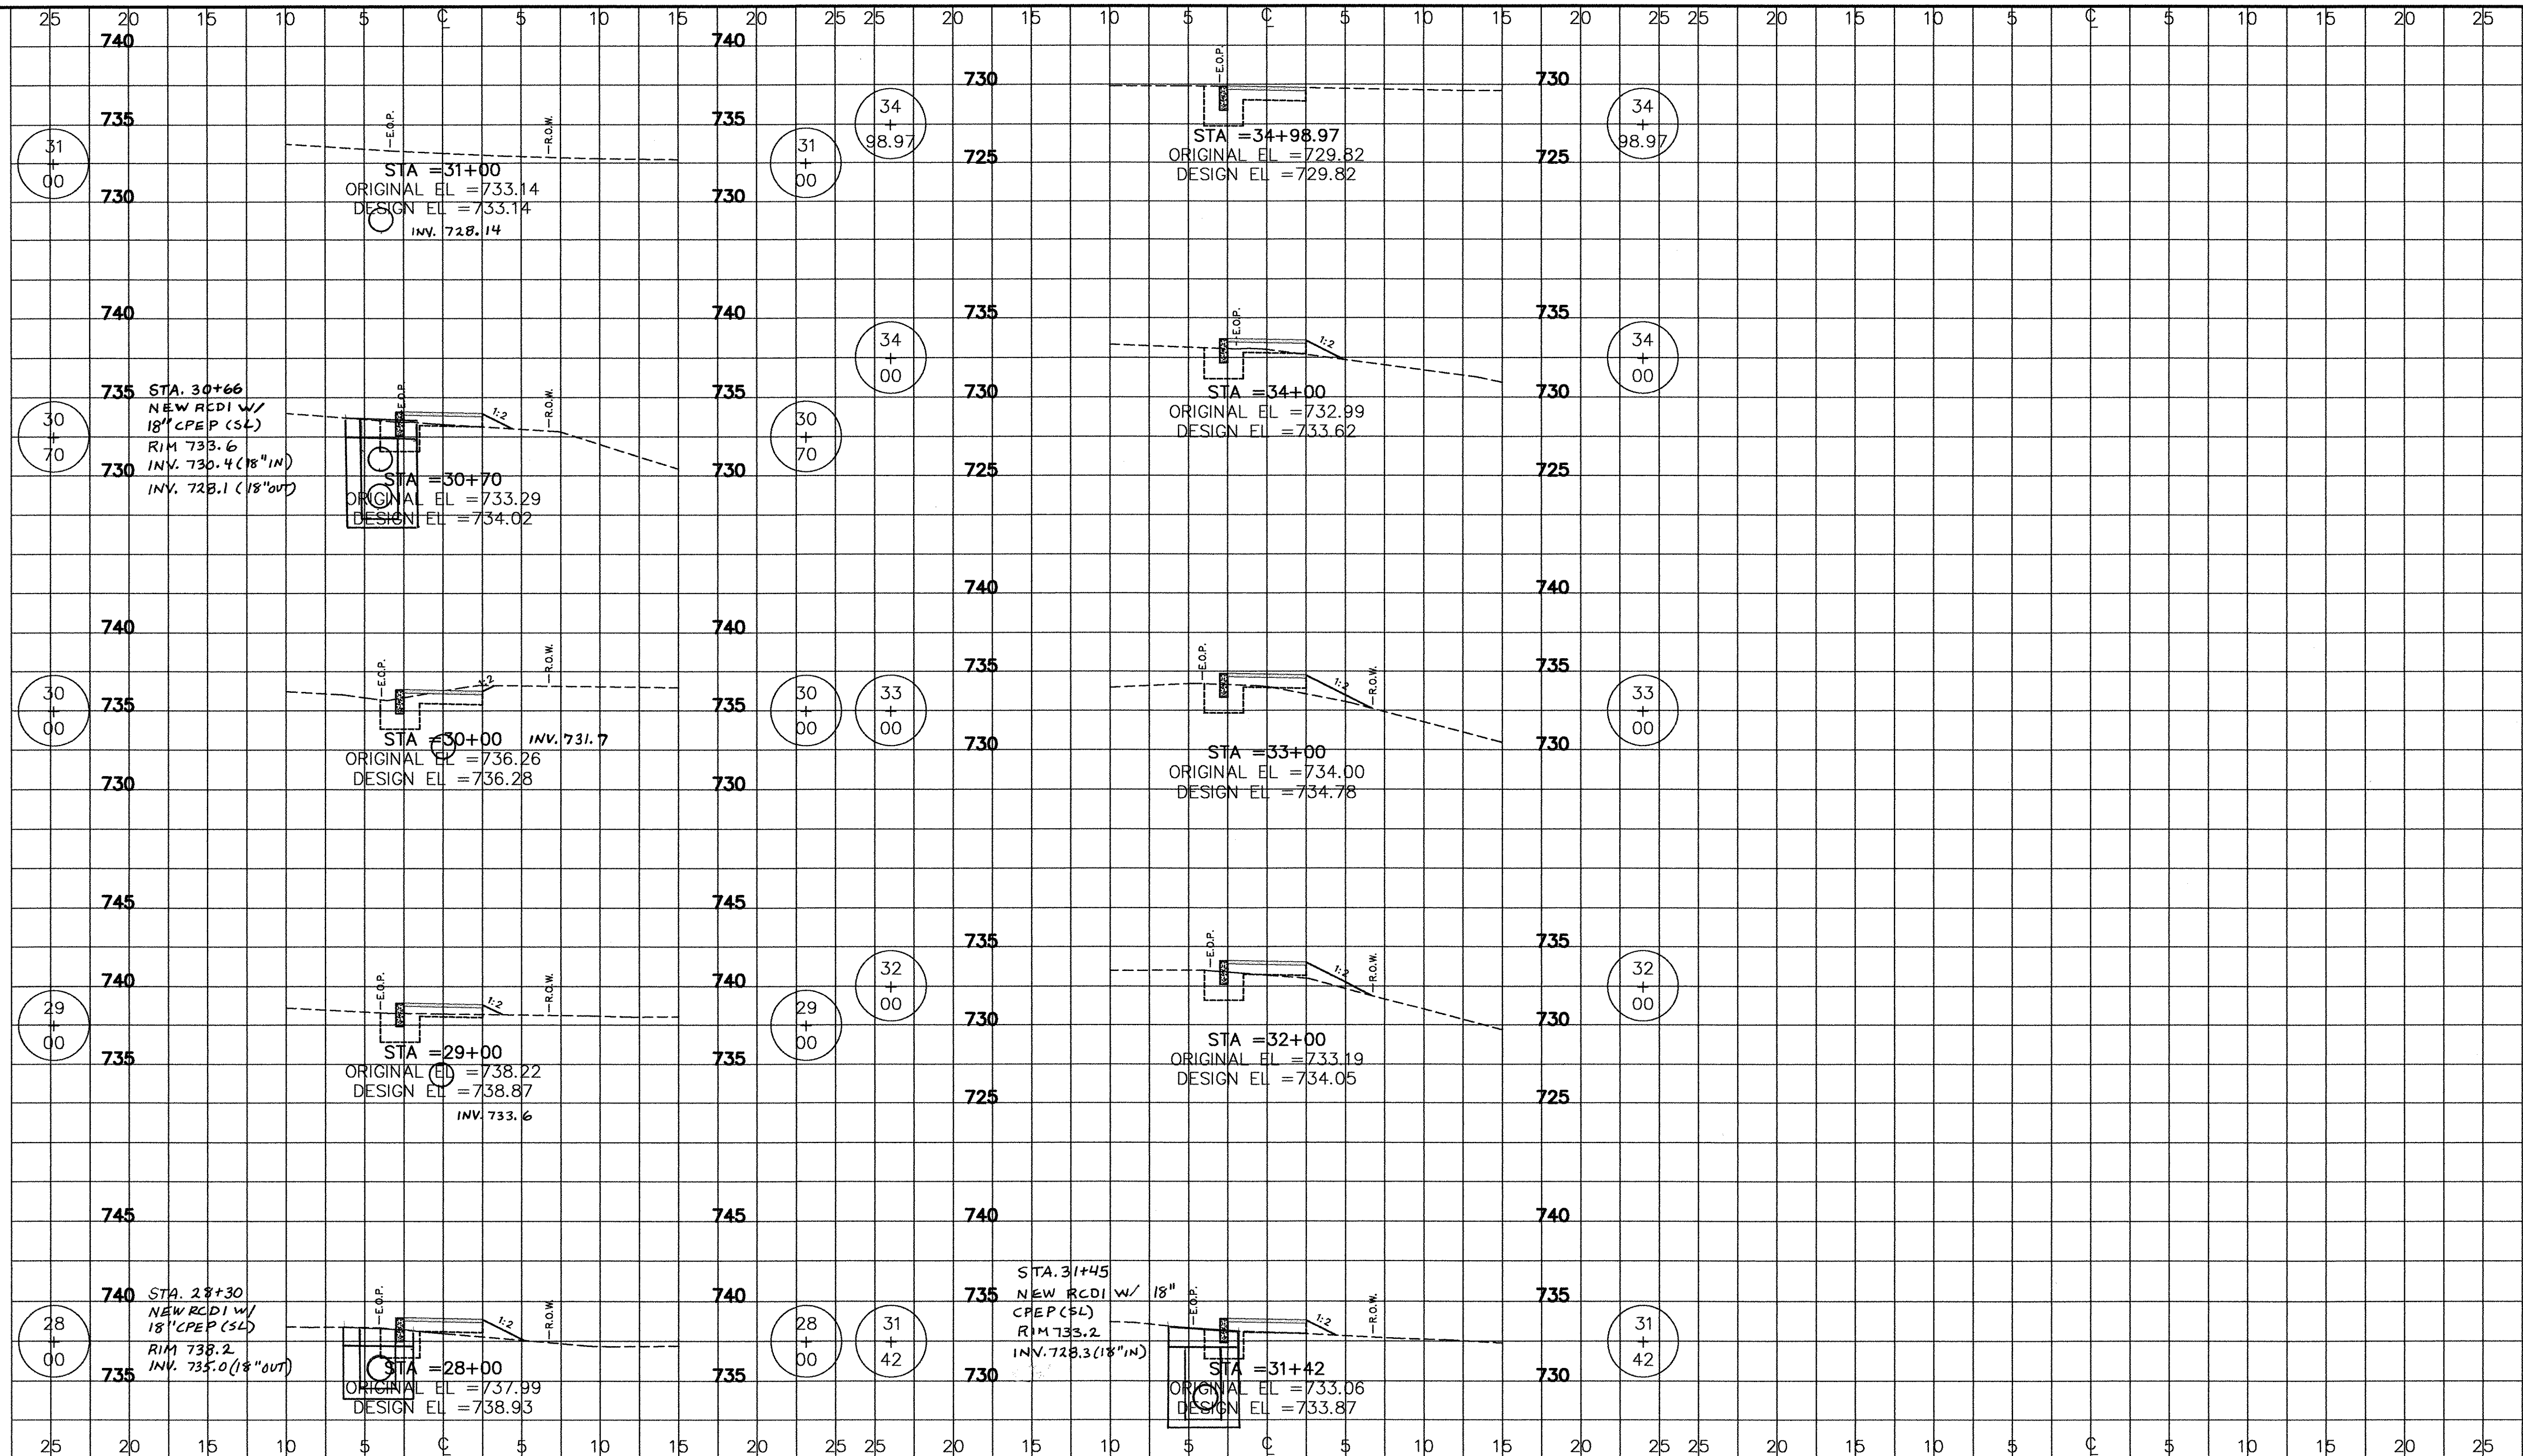 25 20 15 10 5 ℄ 5 10 15 20 25 25 20 15 10 5 ℄ 5 10 15 20 25 25 20 15 10 5 ℄ 5 10 15 20 25
740 740
735 735
730 730
31
+
00
31
+
00
E.O.P.
R.O.W.
STA =31+00
ORIGINAL EL =733.14
DESIGN EL =733.14
INV. 728.14
740 740
735 735
730 730
30
+
70
30
+
70
STA. 30+66
NEW RCDI W/
18" CPEP (SL)
RIM 733.6
INV. 730.4 (18"IN)
INV. 728.1 (18"OUT)
E.O.P.
1:2
R.O.W.
STA =30+70
ORIGINAL EL =733.29
DESIGN EL =734.02
740 740
735 735
730 730
30
+
00
30
+
00
E.O.P.
1:2
R.O.W.
STA =30+00 INV. 731.7
ORIGINAL EL =736.26
DESIGN EL =736.28
745 745
740 740
735 735
29
+
00
29
+
00
E.O.P.
1:2
R.O.W.
STA =29+00
ORIGINAL EL =738.22
DESIGN EL =738.87
INV. 733.6
745 745
740 740
735 735
28
+
00
28
+
00
STA. 28+30
NEW RCDI W/
18" CPEP (SL)
RIM 738.2
INV. 735.0 (18"OUT)
E.O.P.
1:2
R.O.W.
STA =28+00
ORIGINAL EL =737.99
DESIGN EL =738.93
730 730
725 725
34
+
98.97
34
+
98.97
E.O.P.
STA =34+98.97
ORIGINAL EL =729.82
DESIGN EL =729.82
735 735
730 730
725 725
34
+
00
34
+
00
E.O.P.
1:2
STA =34+00
ORIGINAL EL =732.99
DESIGN EL =733.62
740 740
735 735
730 730
33
+
00
33
+
00
E.O.P.
1:2
R.O.W.
STA =33+00
ORIGINAL EL =734.00
DESIGN EL =734.78
735 735
730 730
725 725
32
+
00
32
+
00
E.O.P.
1:2
R.O.W.
STA =32+00
ORIGINAL EL =733.19
DESIGN EL =734.05
740 740
735 735
730 730
31
+
42
31
+
42
STA. 31+45
NEW RCDI W/ 18"
CPEP (SL)
RIM 733.2
INV. 728.3 (18"IN)
E.O.P.
1:2
R.O.W.
STA =31+42
ORIGINAL EL =733.06
DESIGN EL =733.87
25 20 15 10 5 ℄ 5 10 15 20 25 25 20 15 10 5 ℄ 5 10 15 20 25 25 20 15 10 5 ℄ 5 10 15 20 25